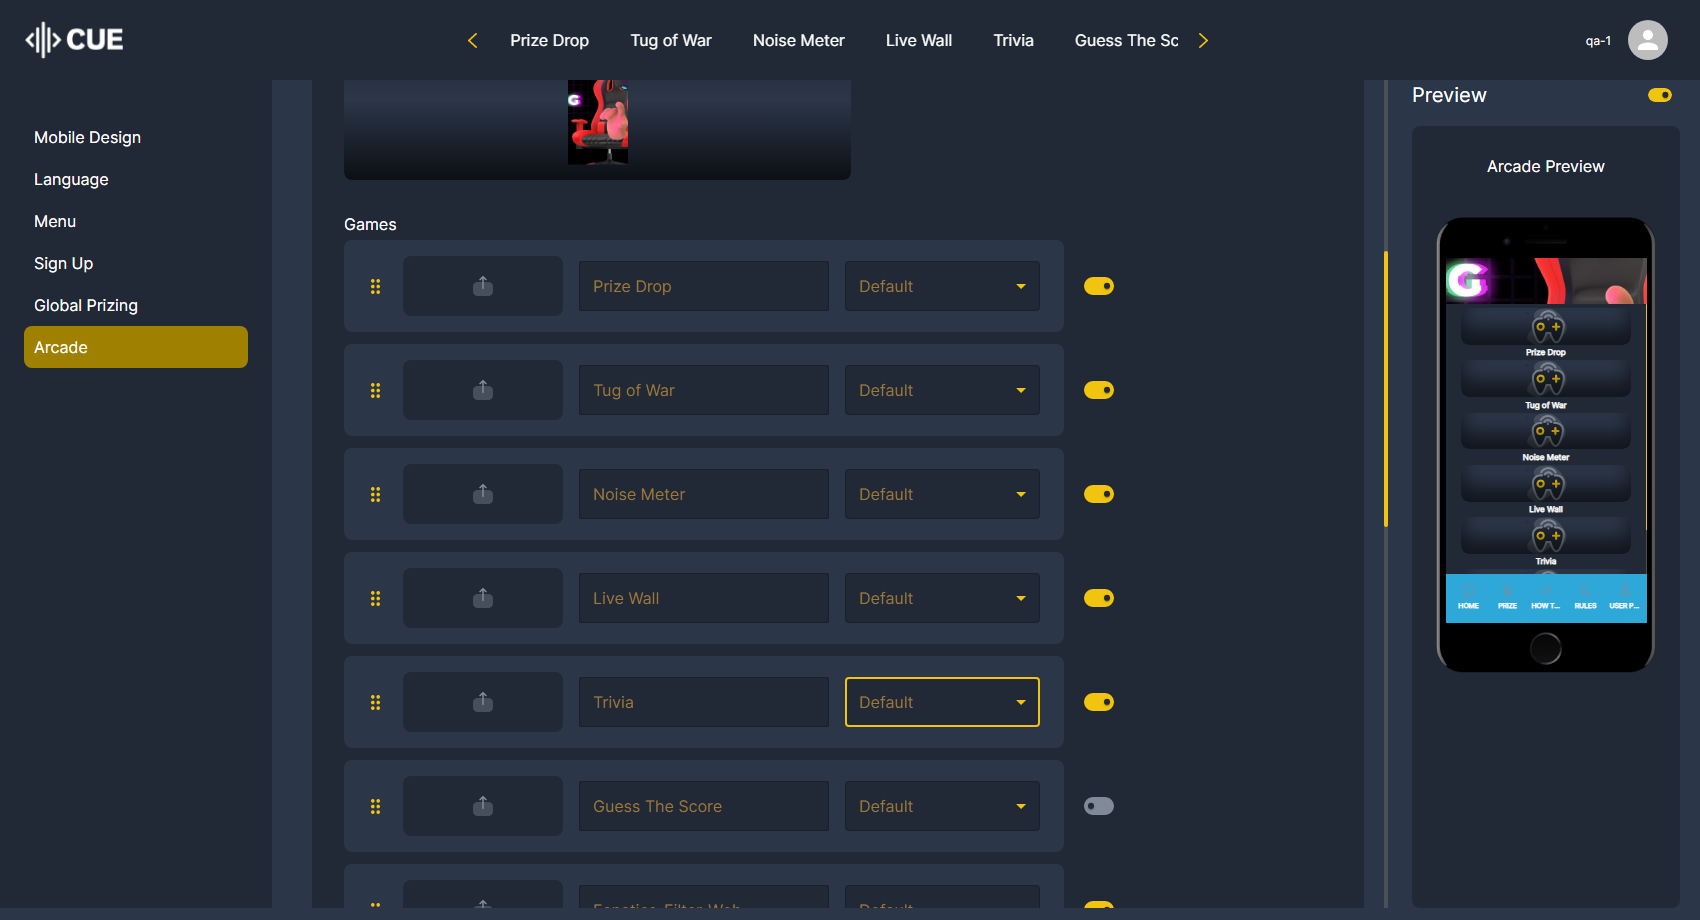 CUE
Prize Drop
Tug of War
Noise Meter
Live Wall
Trivia
Guess The Sc
qa-1
Mobile Design
Language
Menu
Sign Up
Global Prizing
Arcade
G
Games
Prize Drop
Default
Tug of War
Default
Noise Meter
Default
Live Wall
Default
Trivia
Default
Guess The Score
Default
Default
Preview
Arcade Preview
G
Prize Drop
Tug of War
Noise Meter
Live Wall
Trivia
HOME
PRIZE
HOW T...
RULES
USER P...